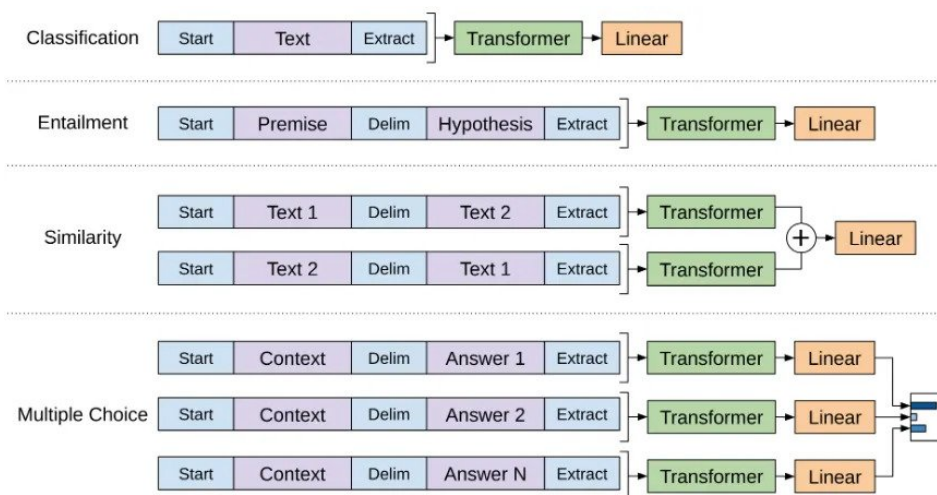 Classification Start Text Extract Transformer Linear
Entailment Start Premise Delim Hypothesis Extract Transformer Linear
Start Text 1 Delim Text 2 Extract Transformer
Similarity + Linear
Start Text 2 Delim Text 1 Extract Transformer
Start Context Delim Answer 1 Extract Transformer Linear
Multiple Choice Start Context Delim Answer 2 Extract Transformer Linear
Start Context Delim Answer N Extract Transformer Linear